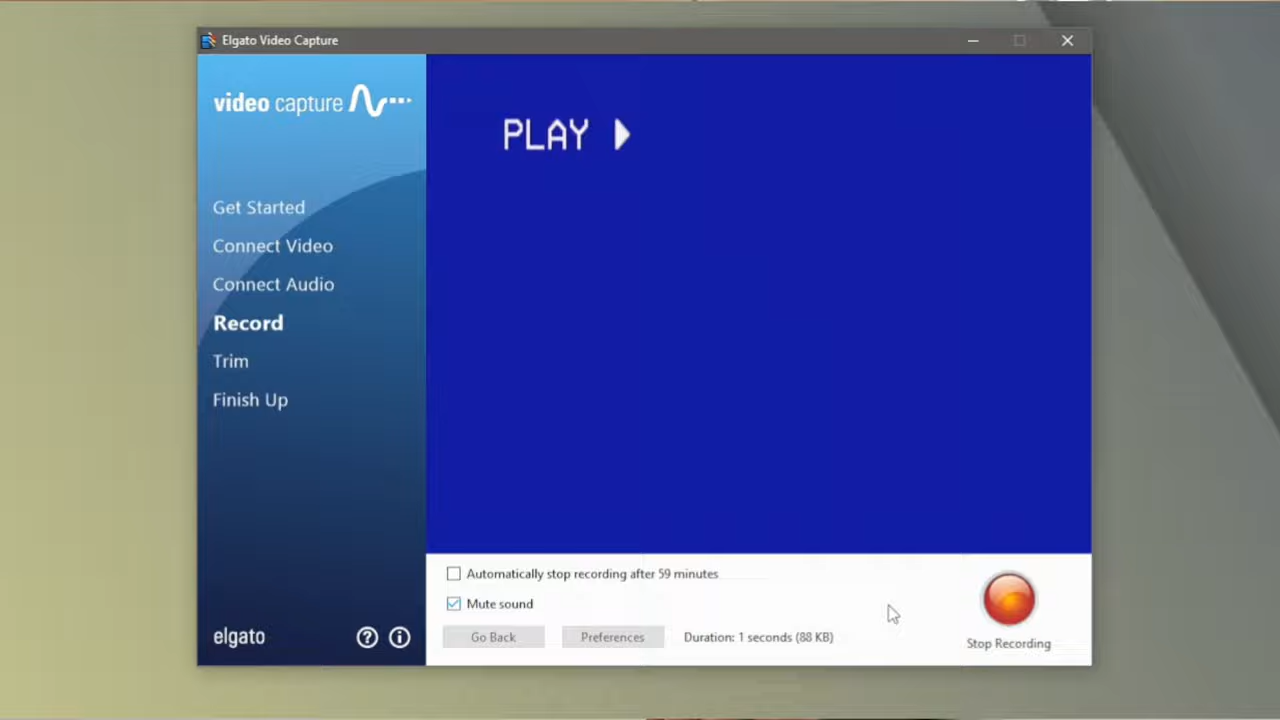 Elgato Video Capture
video capture
Get Started
Connect Video
Connect Audio
Record
Trim
Finish Up
elgato
PLAY
Automatically stop recording after 59 minutes
Mute sound
Go Back
Preferences
Duration: 1 seconds (88 KB)
Stop Recording